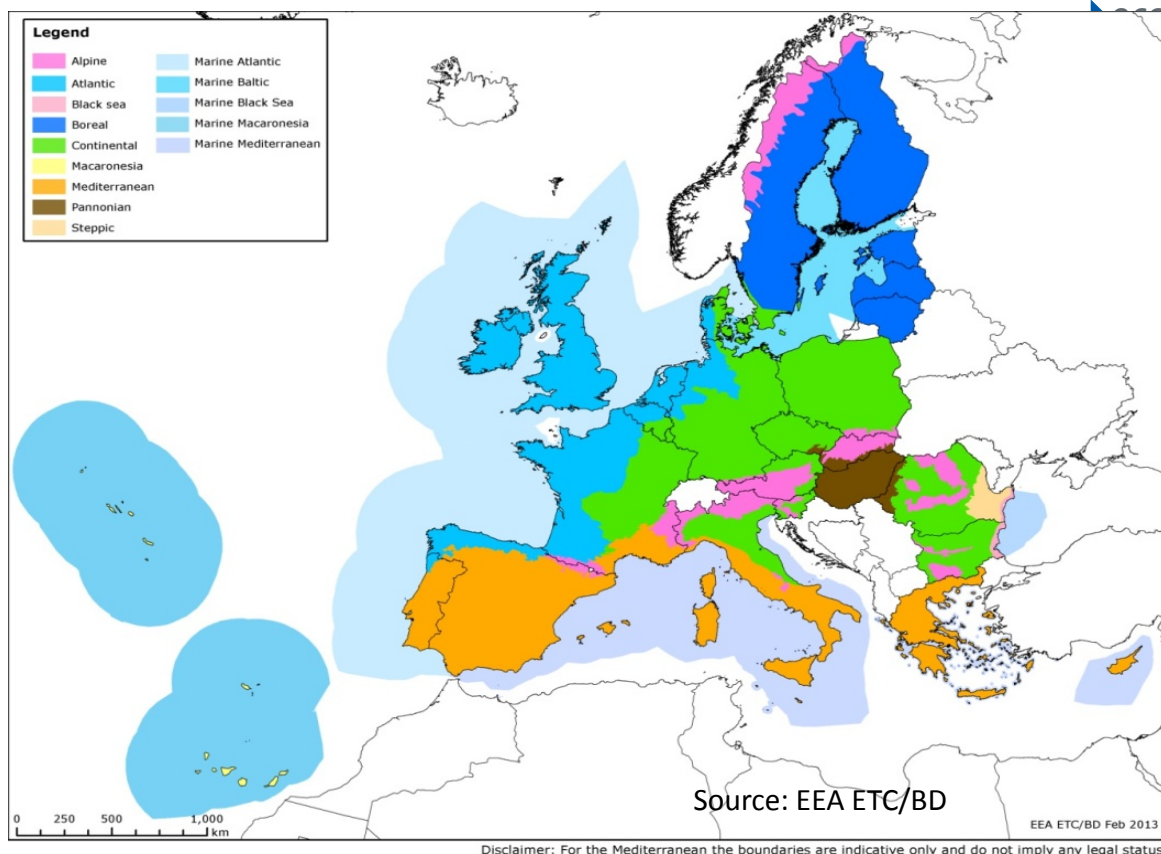 Legend
Alpine
Atlantic
Black sea
Boreal
Continental
Macaronesia
Mediterranean
Pannonian
Steppic
Marine Atlantic
Marine Baltic
Marine Black Sea
Marine Macaronesia
Marine Mediterranean
Source: EEA ETC/BD
0 250 500 1,000
km
EEA ETC/BD Feb 2013
Disclaimer: For the Mediterranean the boundaries are indicative only and do not imply any legal status